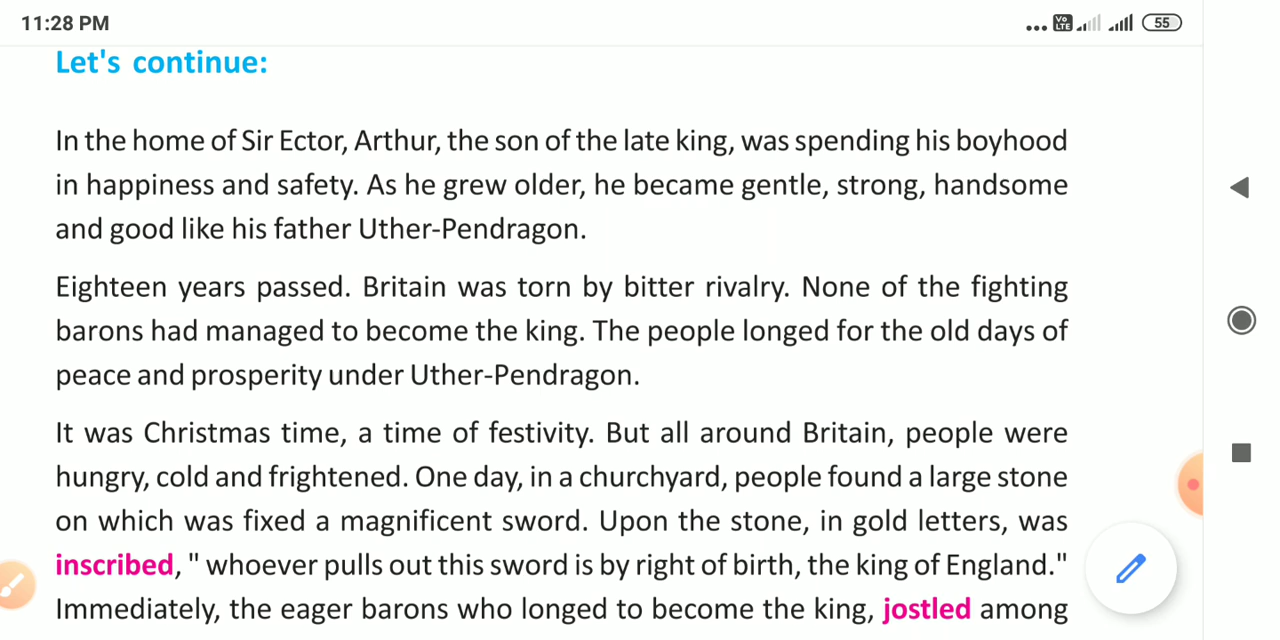 11:28 PM
Vo LTE
55
Let's continue:
In the home of Sir Ector, Arthur, the son of the late king, was spending his boyhood
in happiness and safety. As he grew older, he became gentle, strong, handsome
and good like his father Uther-Pendragon.
Eighteen years passed. Britain was torn by bitter rivalry. None of the fighting
barons had managed to become the king. The people longed for the old days of
peace and prosperity under Uther-Pendragon.
It was Christmas time, a time of festivity. But all around Britain, people were
hungry, cold and frightened. One day, in a churchyard, people found a large stone
on which was fixed a magnificent sword. Upon the stone, in gold letters, was
inscribed, " whoever pulls out this sword is by right of birth, the king of England."
Immediately, the eager barons who longed to become the king, jostled among